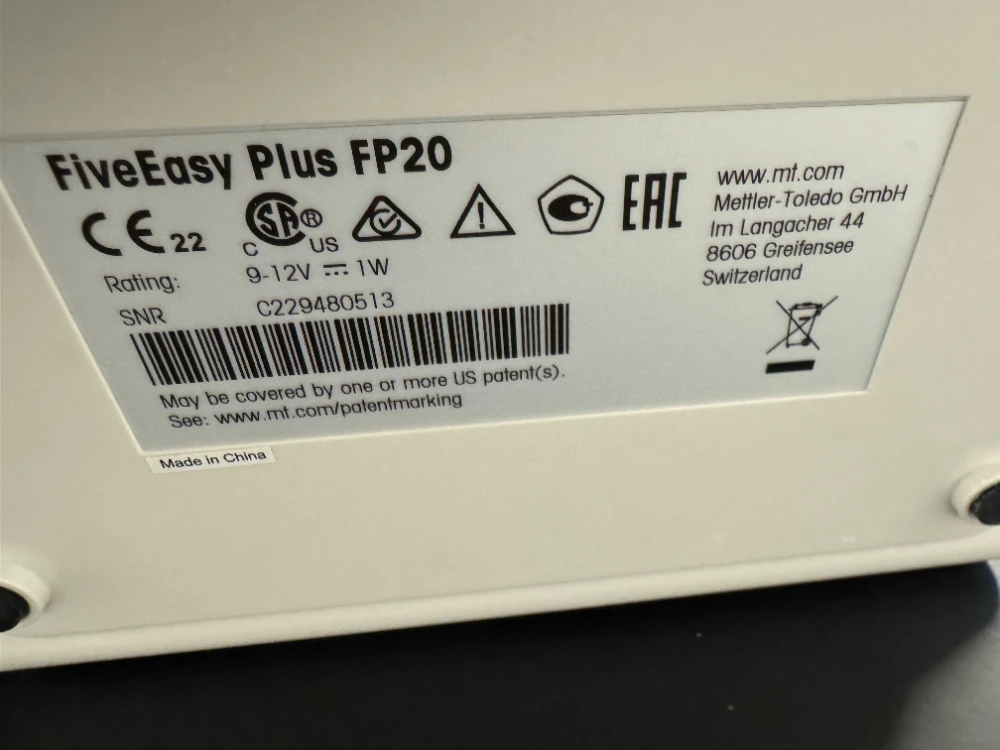 FiveEasy Plus FP20
CE 22
C SA® US
EAC
Rating: 9-12V 1W
SNR C229480513
May be covered by one or more US patent(s).
See: www.mt.com/patentmarking
www.mt.com
Mettler-Toledo GmbH
Im Langacher 44
8606 Greifensee
Switzerland
Made in China